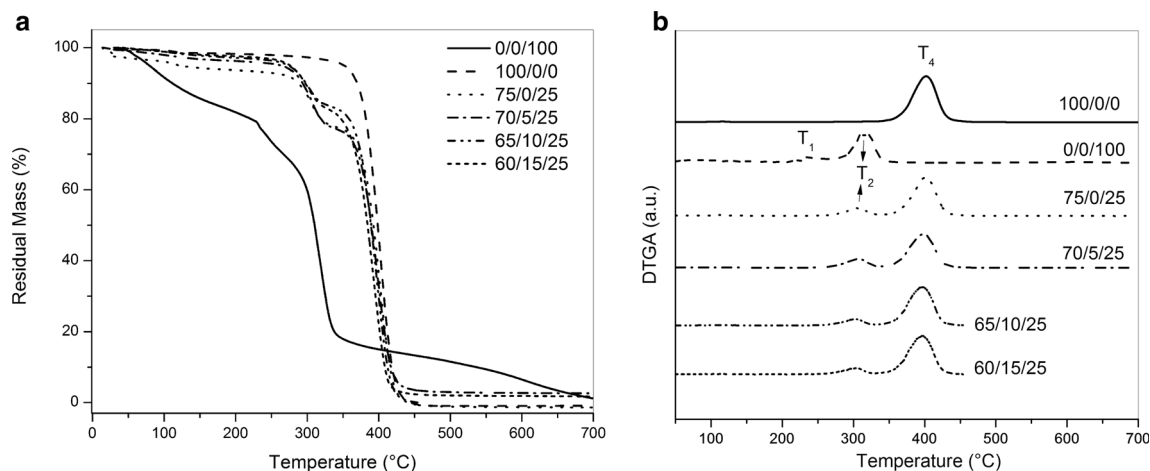 a
Residual Mass (%)
100
80
60
40
20
0
0/0/100
100/0/0
75/0/25
70/5/25
65/10/25
60/15/25
0 100 200 300 400 500 600 700
Temperature (°C)
b
DTGA (a.u.)
T4
100/0/0
T1
0/0/100
T2
75/0/25
70/5/25
65/10/25
60/15/25
100 200 300 400 500 600 700
Temperature (°C)